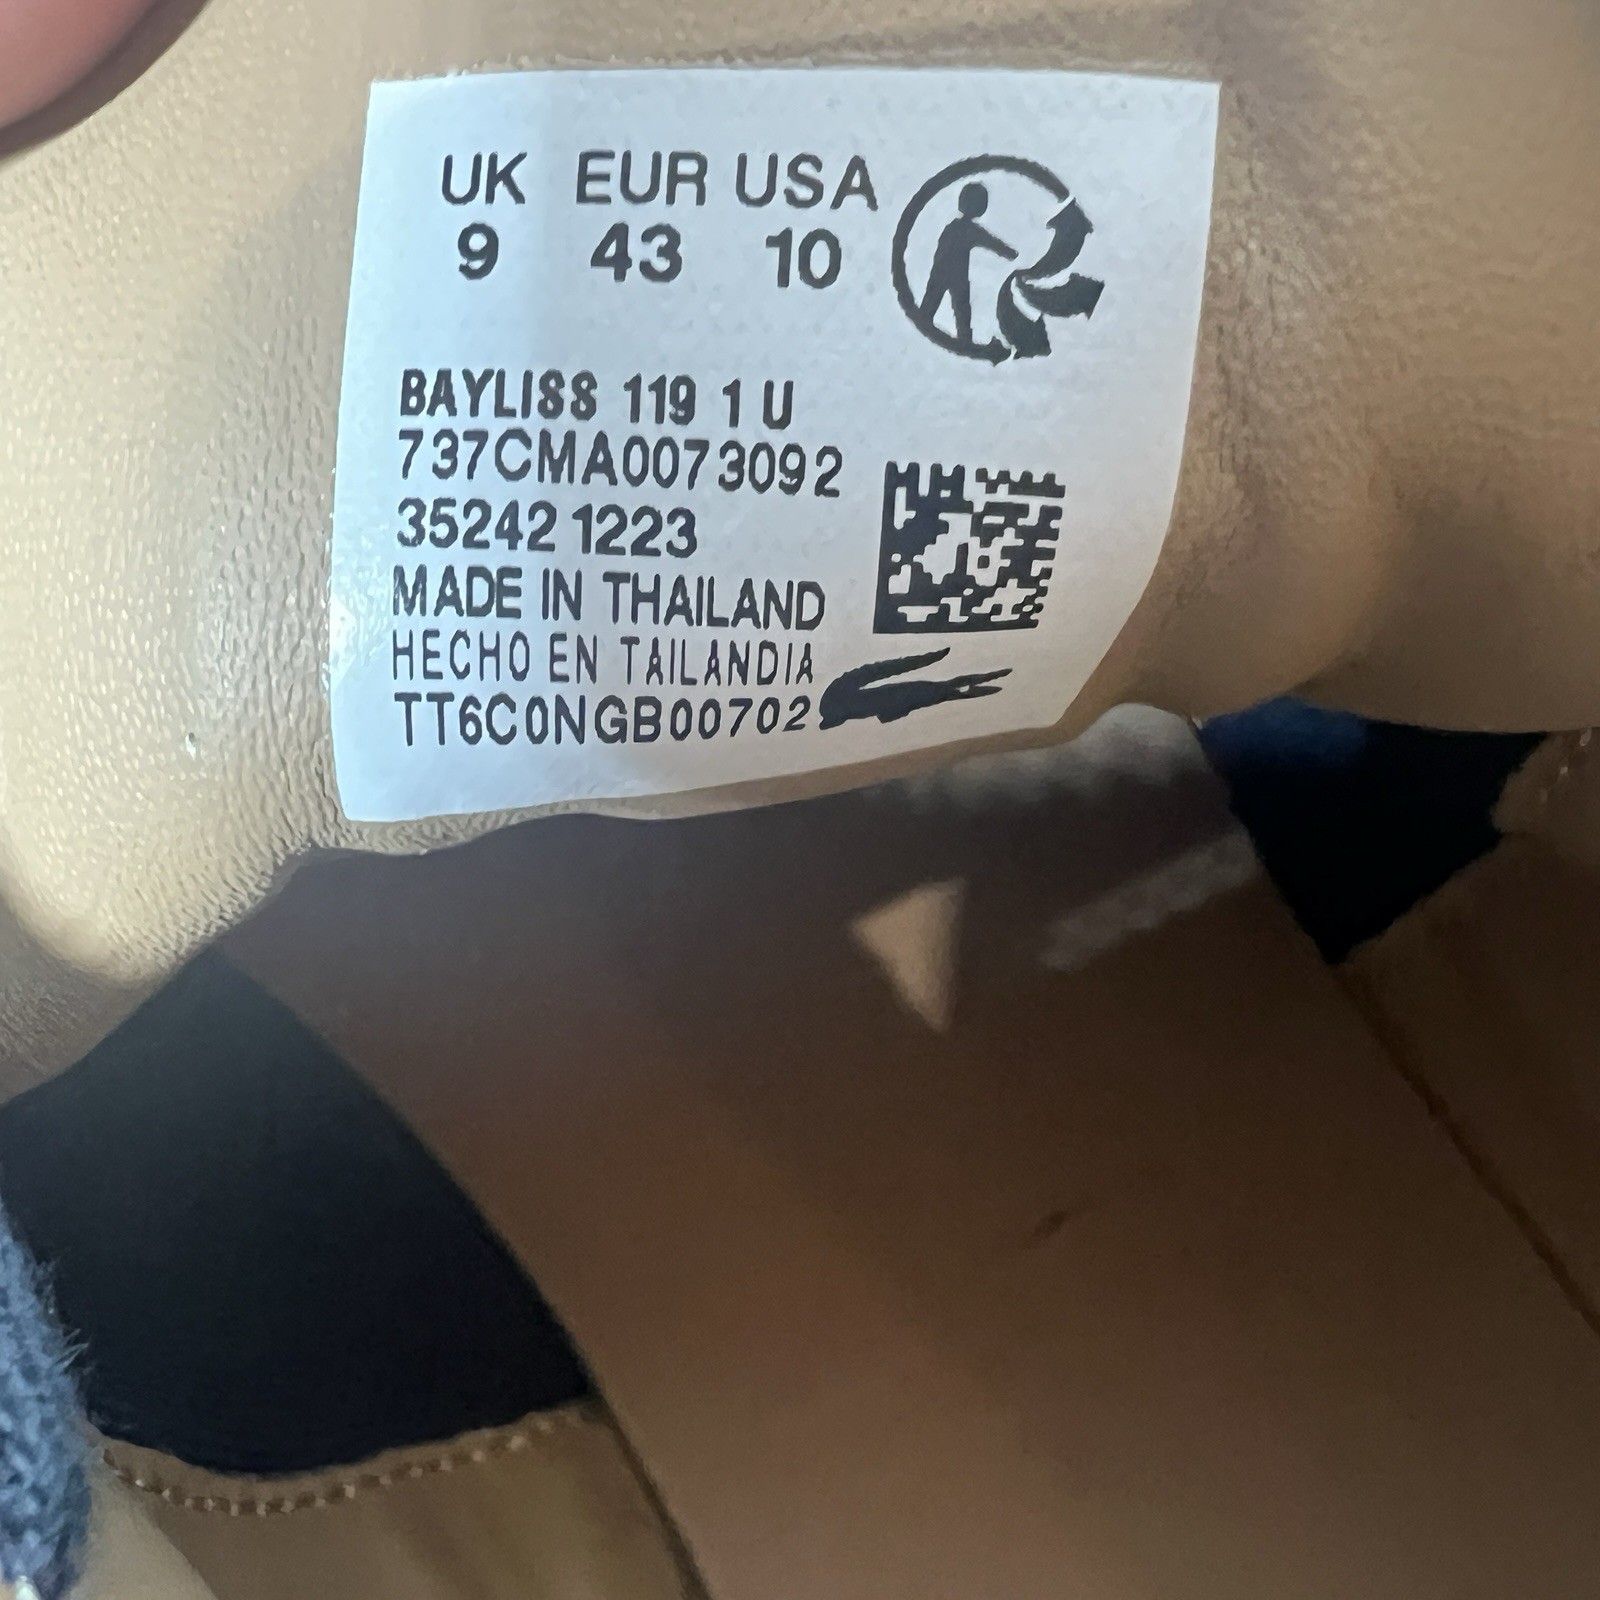 UK EUR USA
9 43 10
BAYLISS 119 1 U
737CMA0073092
35242 1223
MADE IN THAILAND
HECHO EN TAILANDIA
TT6C0NGB00702